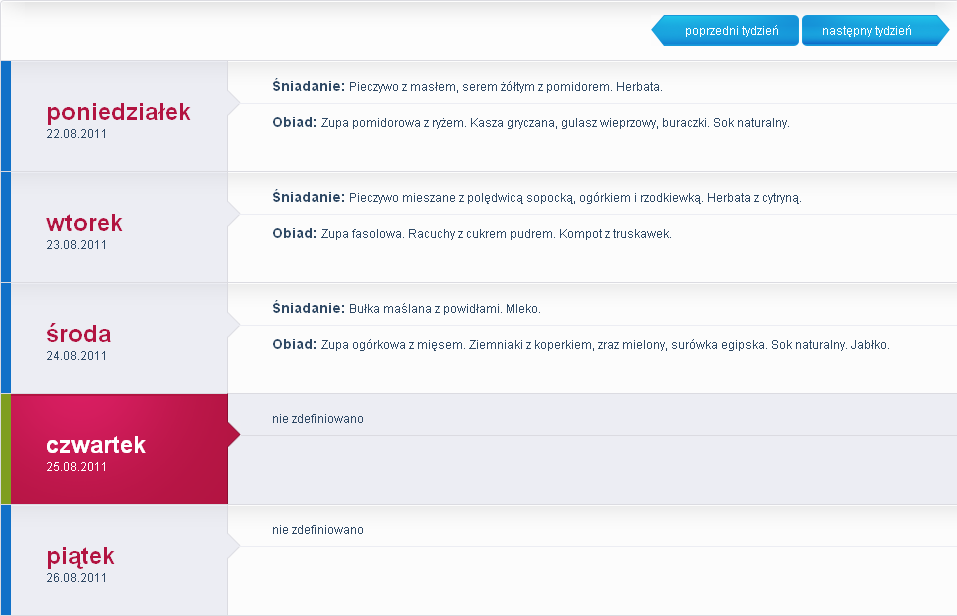 poprzedni tydzień
następny tydzień
poniedziałek
22.08.2011
Śniadanie: Pieczywo z masłem, serem żółtym z pomidorem. Herbata.
Obiad: Zupa pomidorowa z ryżem. Kasza gryczana, gulasz wieprzowy, buraczki. Sok naturalny.
wtorek
23.08.2011
Śniadanie: Pieczywo mieszane z polędwicą sopocką, ogórkiem i rzodkiewką. Herbata z cytryną.
Obiad: Zupa fasolowa. Racuchy z cukrem pudrem. Kompot z truskawek.
środa
24.08.2011
Śniadanie: Bułka maślana z powidłami. Mleko.
Obiad: Zupa ogórkowa z mięsem. Ziemniaki z koperkiem, zraz mielony, surówka egipska. Sok naturalny. Jabłko.
czwartek
25.08.2011
nie zdefiniowano
piątek
26.08.2011
nie zdefiniowano